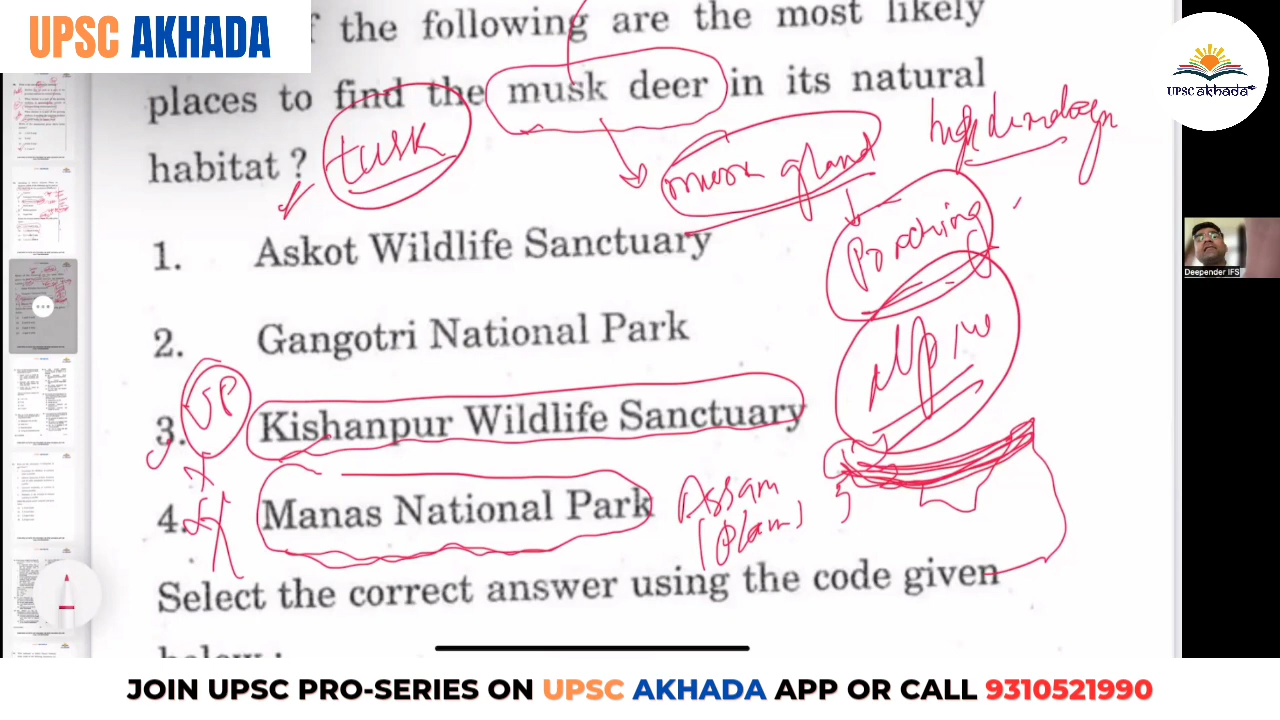 UPSC AKHADA
f the following are the most likely
places to find the musk deer in its natural
habitat ?
tusk
musk gland
Poaching
Alpine
1. Askot Wildlife Sanctuary
2. Gangotri National Park
UP
3. Kishanpur Wildlife Sanctuary
4. Manas National Park
Assam
Select the correct answer using the code given
UPSC akhada
Deepender IFS
JOIN UPSC PRO-SERIES ON UPSC AKHADA APP OR CALL 9310521990